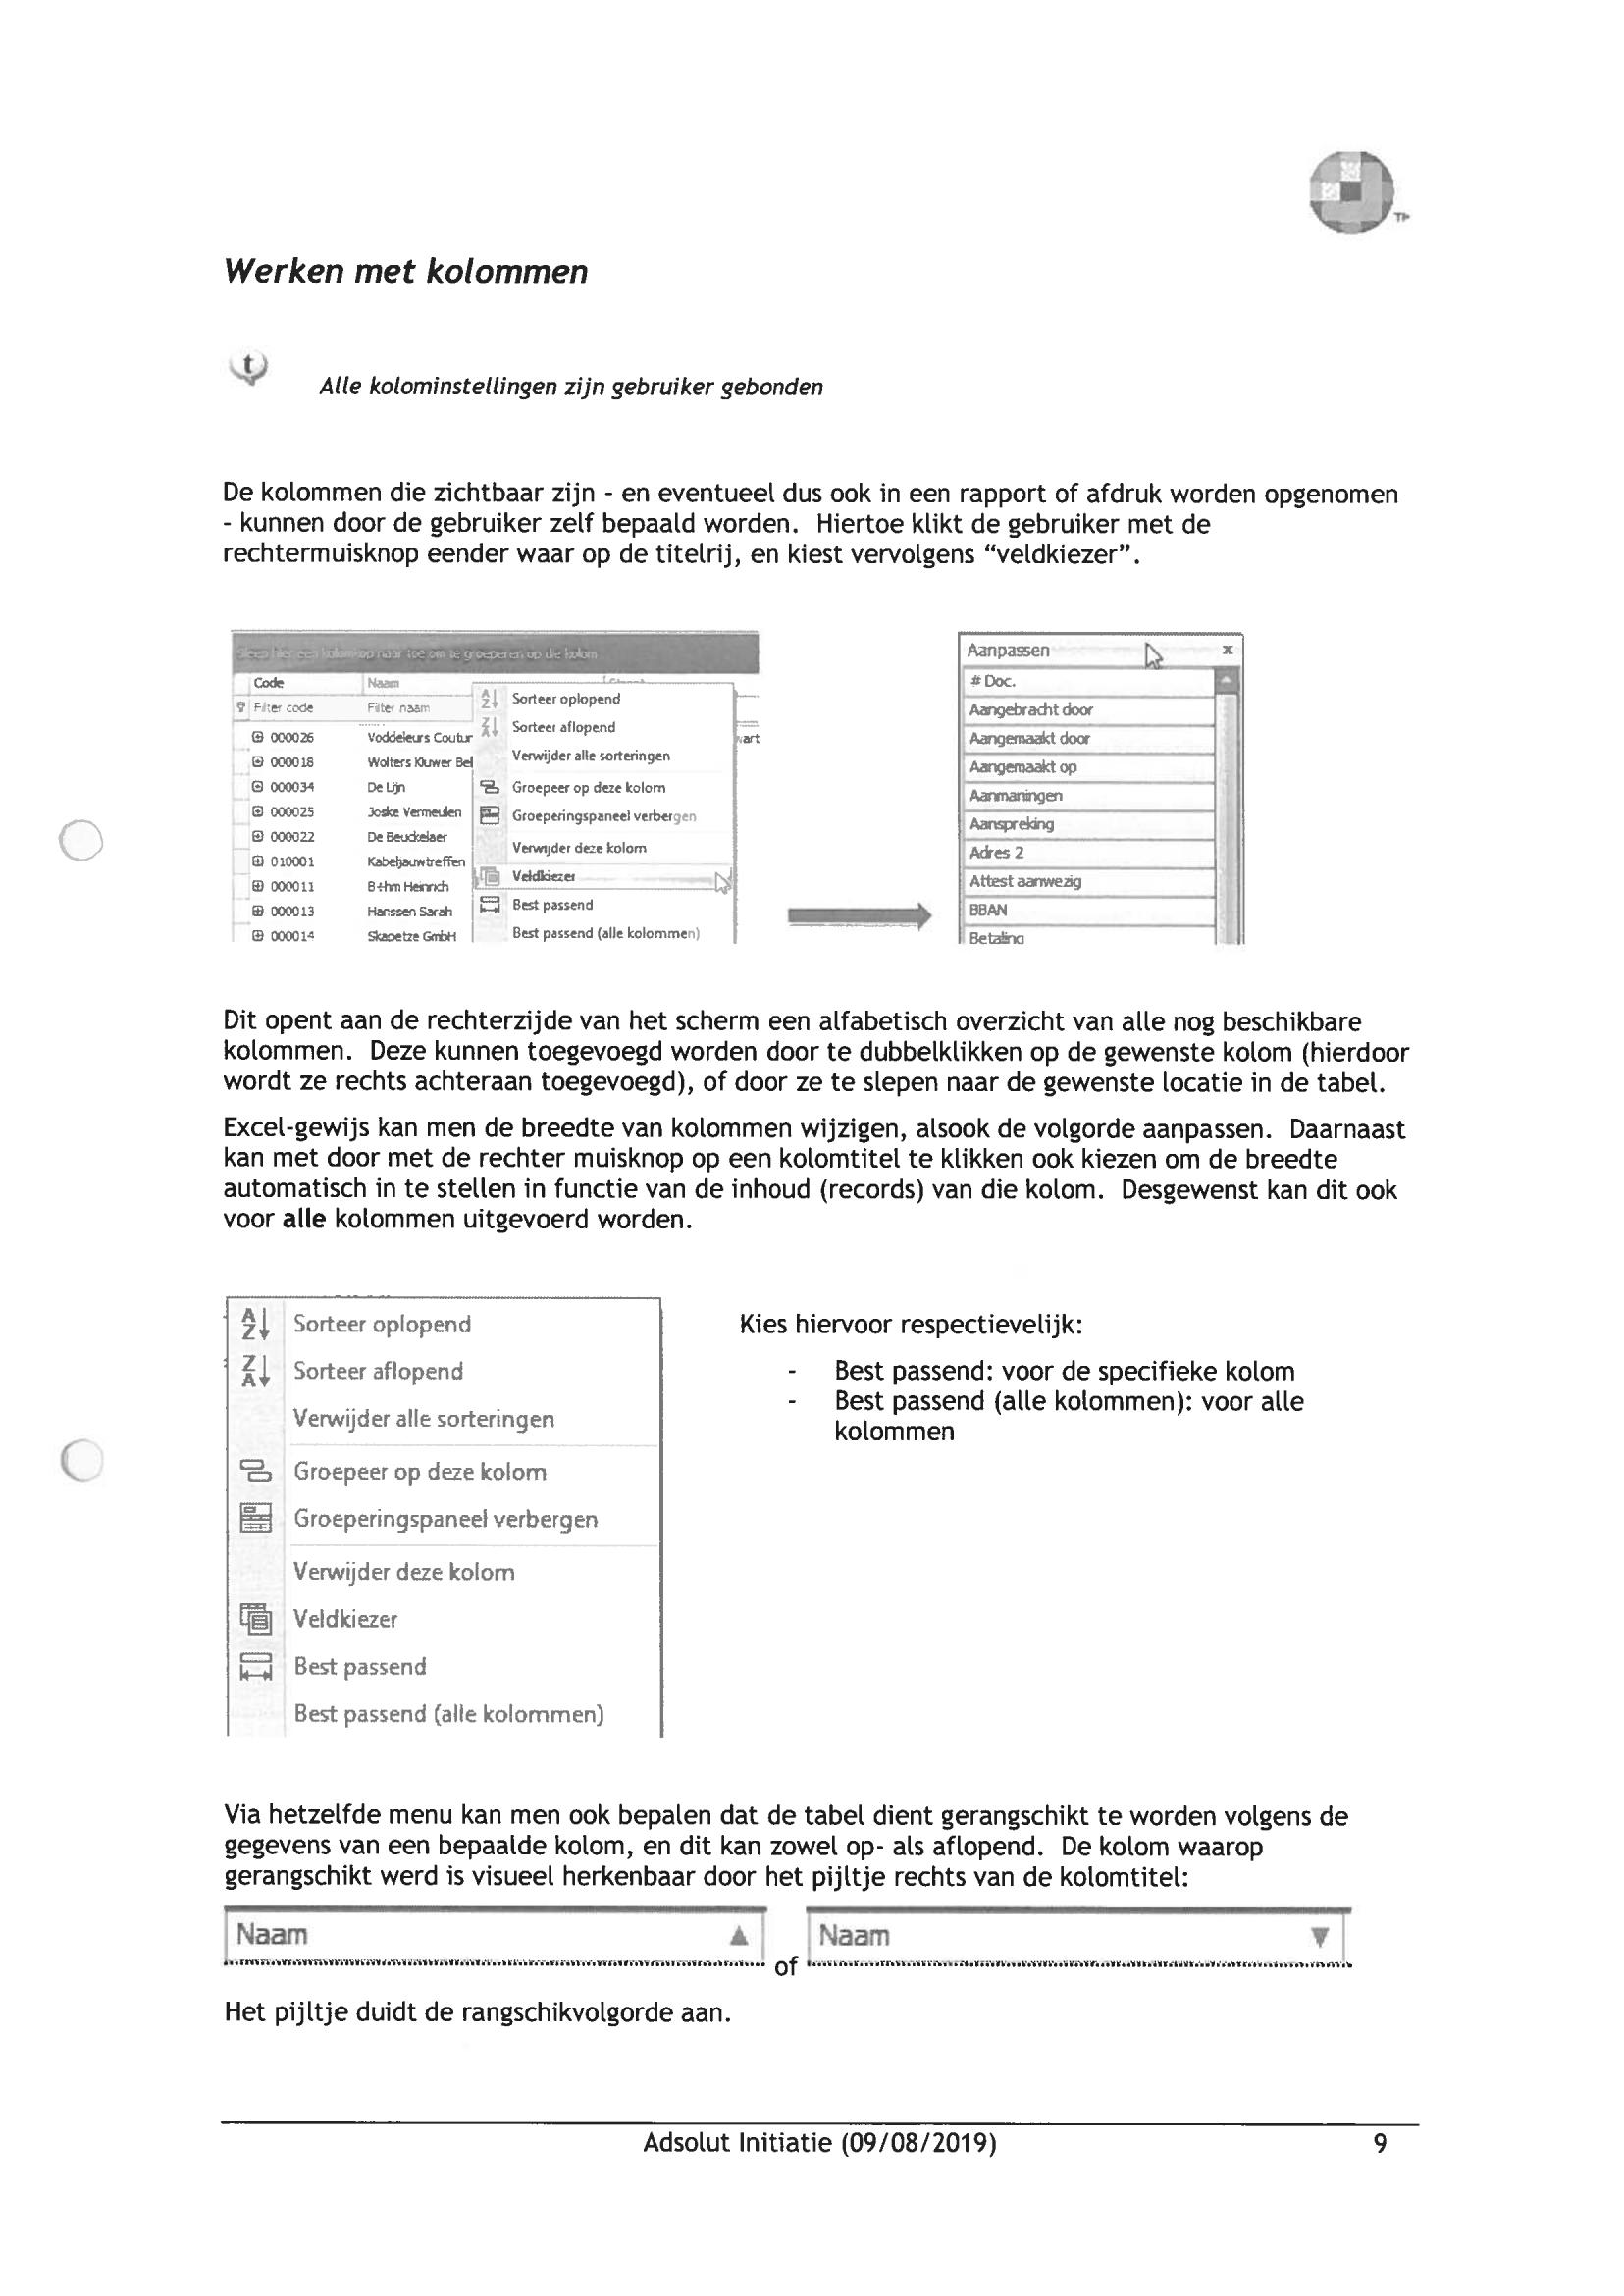 Werken met kolommen
Alle kolominstellingen zijn gebruiker gebonden
De kolommen die zichtbaar zijn - en eventueel dus ook in een rapport of afdruk worden opgenomen
- kunnen door de gebruiker zelf bepaald worden. Hiertoe klikt de gebruiker met de
rechtermuisknop eender waar op de titelrij, en kiest vervolgens “veldkiezer”.
Sleep hier een kolom op naar toe om te groeperen op die kolom
Code Naam
Filter code Filter naam
000026 Voddeleurs Coutur
000018 Wolters Kluwer Bel
000034 De Lijn
000025 Joske Vermeulen
000022 De Beuckelaer
010001 Kabeljauwtreffen
000011 B÷hm Heinrich
000013 Hanssen Sarah
000014 Skapetze GmbH
Sorteer oplopend
Sorteer aflopend
Verwijder alle sorteringen
Groepeer op deze kolom
Groeperingspaneel verbergen
Verwijder deze kolom
Veldkiezer
Best passend
Best passend (alle kolommen)
Aanpassen x
# Doc.
Aangebracht door
Aangemaakt door
Aangemaakt op
Aanmaningen
Aanspreking
Adres 2
Attest aanwezig
BBAN
Betaling
Dit opent aan de rechterzijde van het scherm een alfabetisch overzicht van alle nog beschikbare
kolommen. Deze kunnen toegevoegd worden door te dubbelklikken op de gewenste kolom (hierdoor
wordt ze rechts achteraan toegevoegd), of door ze te slepen naar de gewenste locatie in de tabel.
Excel-gewijs kan men de breedte van kolommen wijzigen, alsook de volgorde aanpassen. Daarnaast
kan met door met de rechter muisknop op een kolomtitel te klikken ook kiezen om de breedte
automatisch in te stellen in functie van de inhoud (records) van die kolom. Desgewenst kan dit ook
voor alle kolommen uitgevoerd worden.
Sorteer oplopend
Sorteer aflopend
Verwijder alle sorteringen
Groepeer op deze kolom
Groeperingspaneel verbergen
Verwijder deze kolom
Veldkiezer
Best passend
Best passend (alle kolommen)
Kies hiervoor respectievelijk:
- Best passend: voor de specifieke kolom
- Best passend (alle kolommen): voor alle
kolommen
Via hetzelfde menu kan men ook bepalen dat de tabel dient gerangschikt te worden volgens de
gegevens van een bepaalde kolom, en dit kan zowel op- als aflopend. De kolom waarop
gerangschikt werd is visueel herkenbaar door het pijltje rechts van de kolomtitel:
Naam ▲ of Naam ▼
Het pijltje duidt de rangschikvolgorde aan.
Adsolut Initiatie (09/08/2019) 9